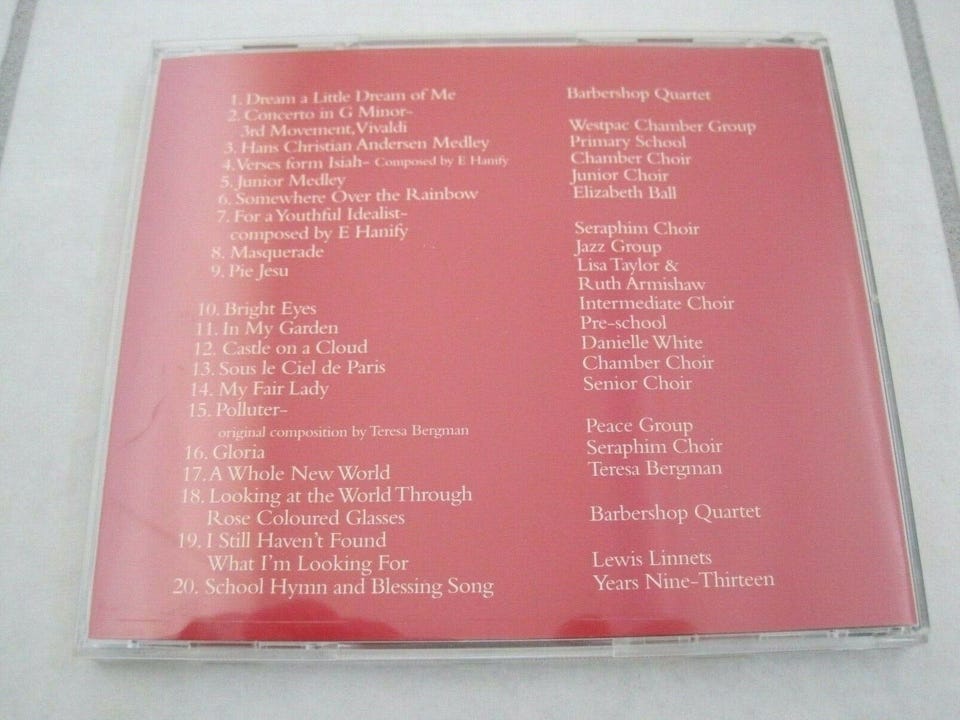 1. Dream a Little Dream of Me
2. Concerto in G Minor-
3rd Movement, Vivaldi
3. Hans Christian Andersen Medley
4. Verses form Isiah- Composed by E Hanify
5. Junior Medley
6. Somewhere Over the Rainbow
7. For a Youthful Idealist-
composed by E Hanify
8. Masquerade
9. Pie Jesu
10. Bright Eyes
11. In My Garden
12. Castle on a Cloud
13. Sous le Ciel de Paris
14. My Fair Lady
15. Polluter-
original composition by Teresa Bergman
16. Gloria
17. A Whole New World
18. Looking at the World Through
Rose Coloured Glasses
19. I Still Haven't Found
What I'm Looking For
20. School Hymn and Blessing Song
Barbershop Quartet
Westpac Chamber Group
Primary School
Chamber Choir
Junior Choir
Elizabeth Ball
Seraphim Choir
Jazz Group
Lisa Taylor &
Ruth Armishaw
Intermediate Choir
Pre-school
Danielle White
Chamber Choir
Senior Choir
Peace Group
Seraphim Choir
Teresa Bergman
Barbershop Quartet
Lewis Linnets
Years Nine-Thirteen